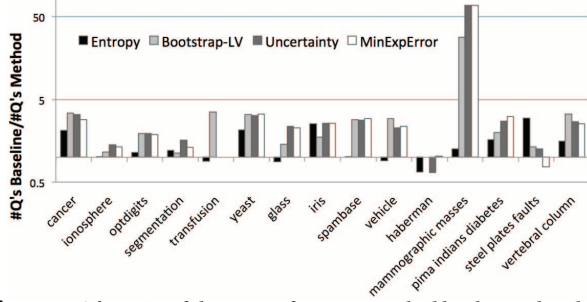 #Q's Baseline/#Q's Method
50
5
0.5
Entropy Bootstrap-LV Uncertainty MinExpError
cancer
ionosphere
optdigits
segmentation
transfusion
yeast
glass
iris
spambase
vehicle
haberman
mammographic masses
pima indians diabetes
steel plates faults
vertebral column